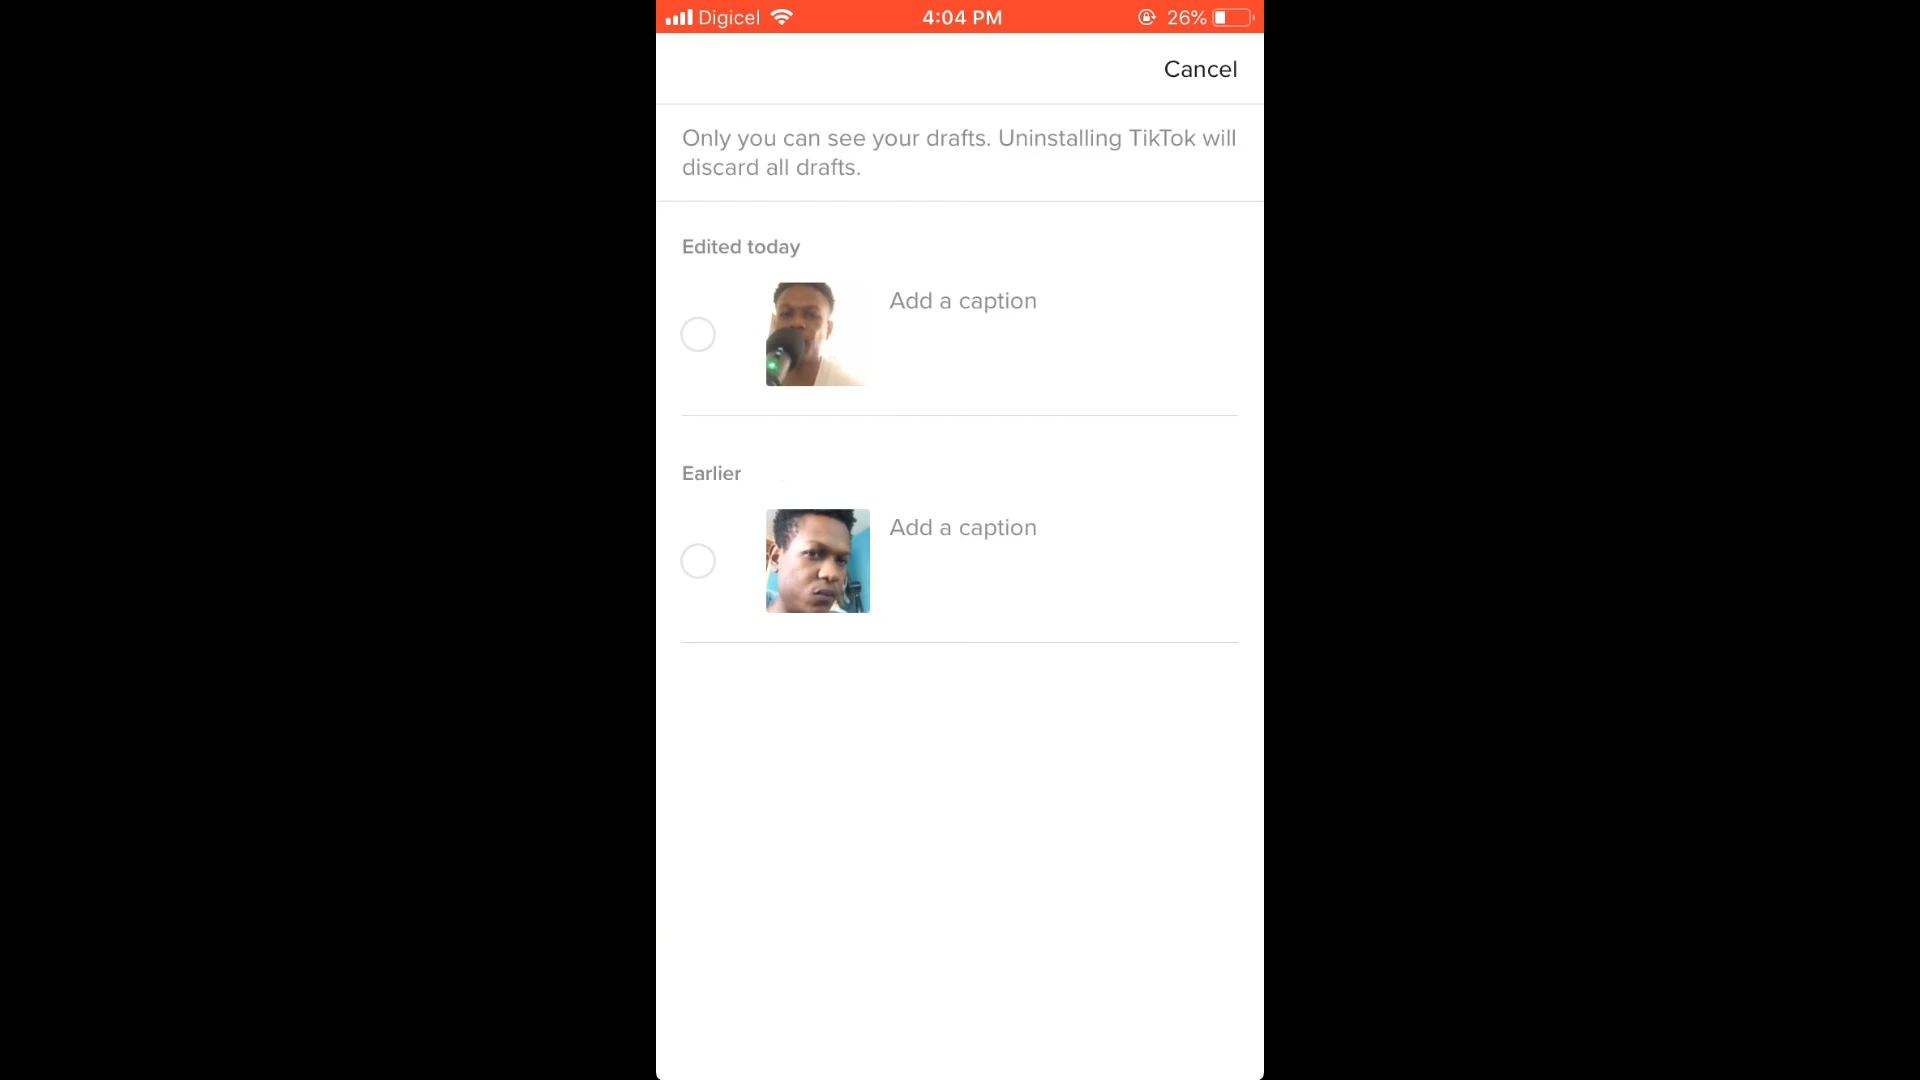 Digicel 4:04 PM 26%
Cancel
Only you can see your drafts. Uninstalling TikTok will
discard all drafts.
Edited today
Add a caption
Earlier
Add a caption